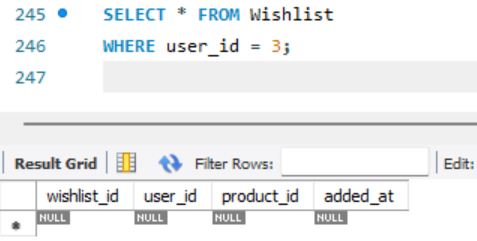 245 SELECT * FROM Wishlist
246 WHERE user_id = 3;
247
Result Grid Filter Rows: Edit:
wishlist_id user_id product_id added_at
* NULL NULL NULL NULL